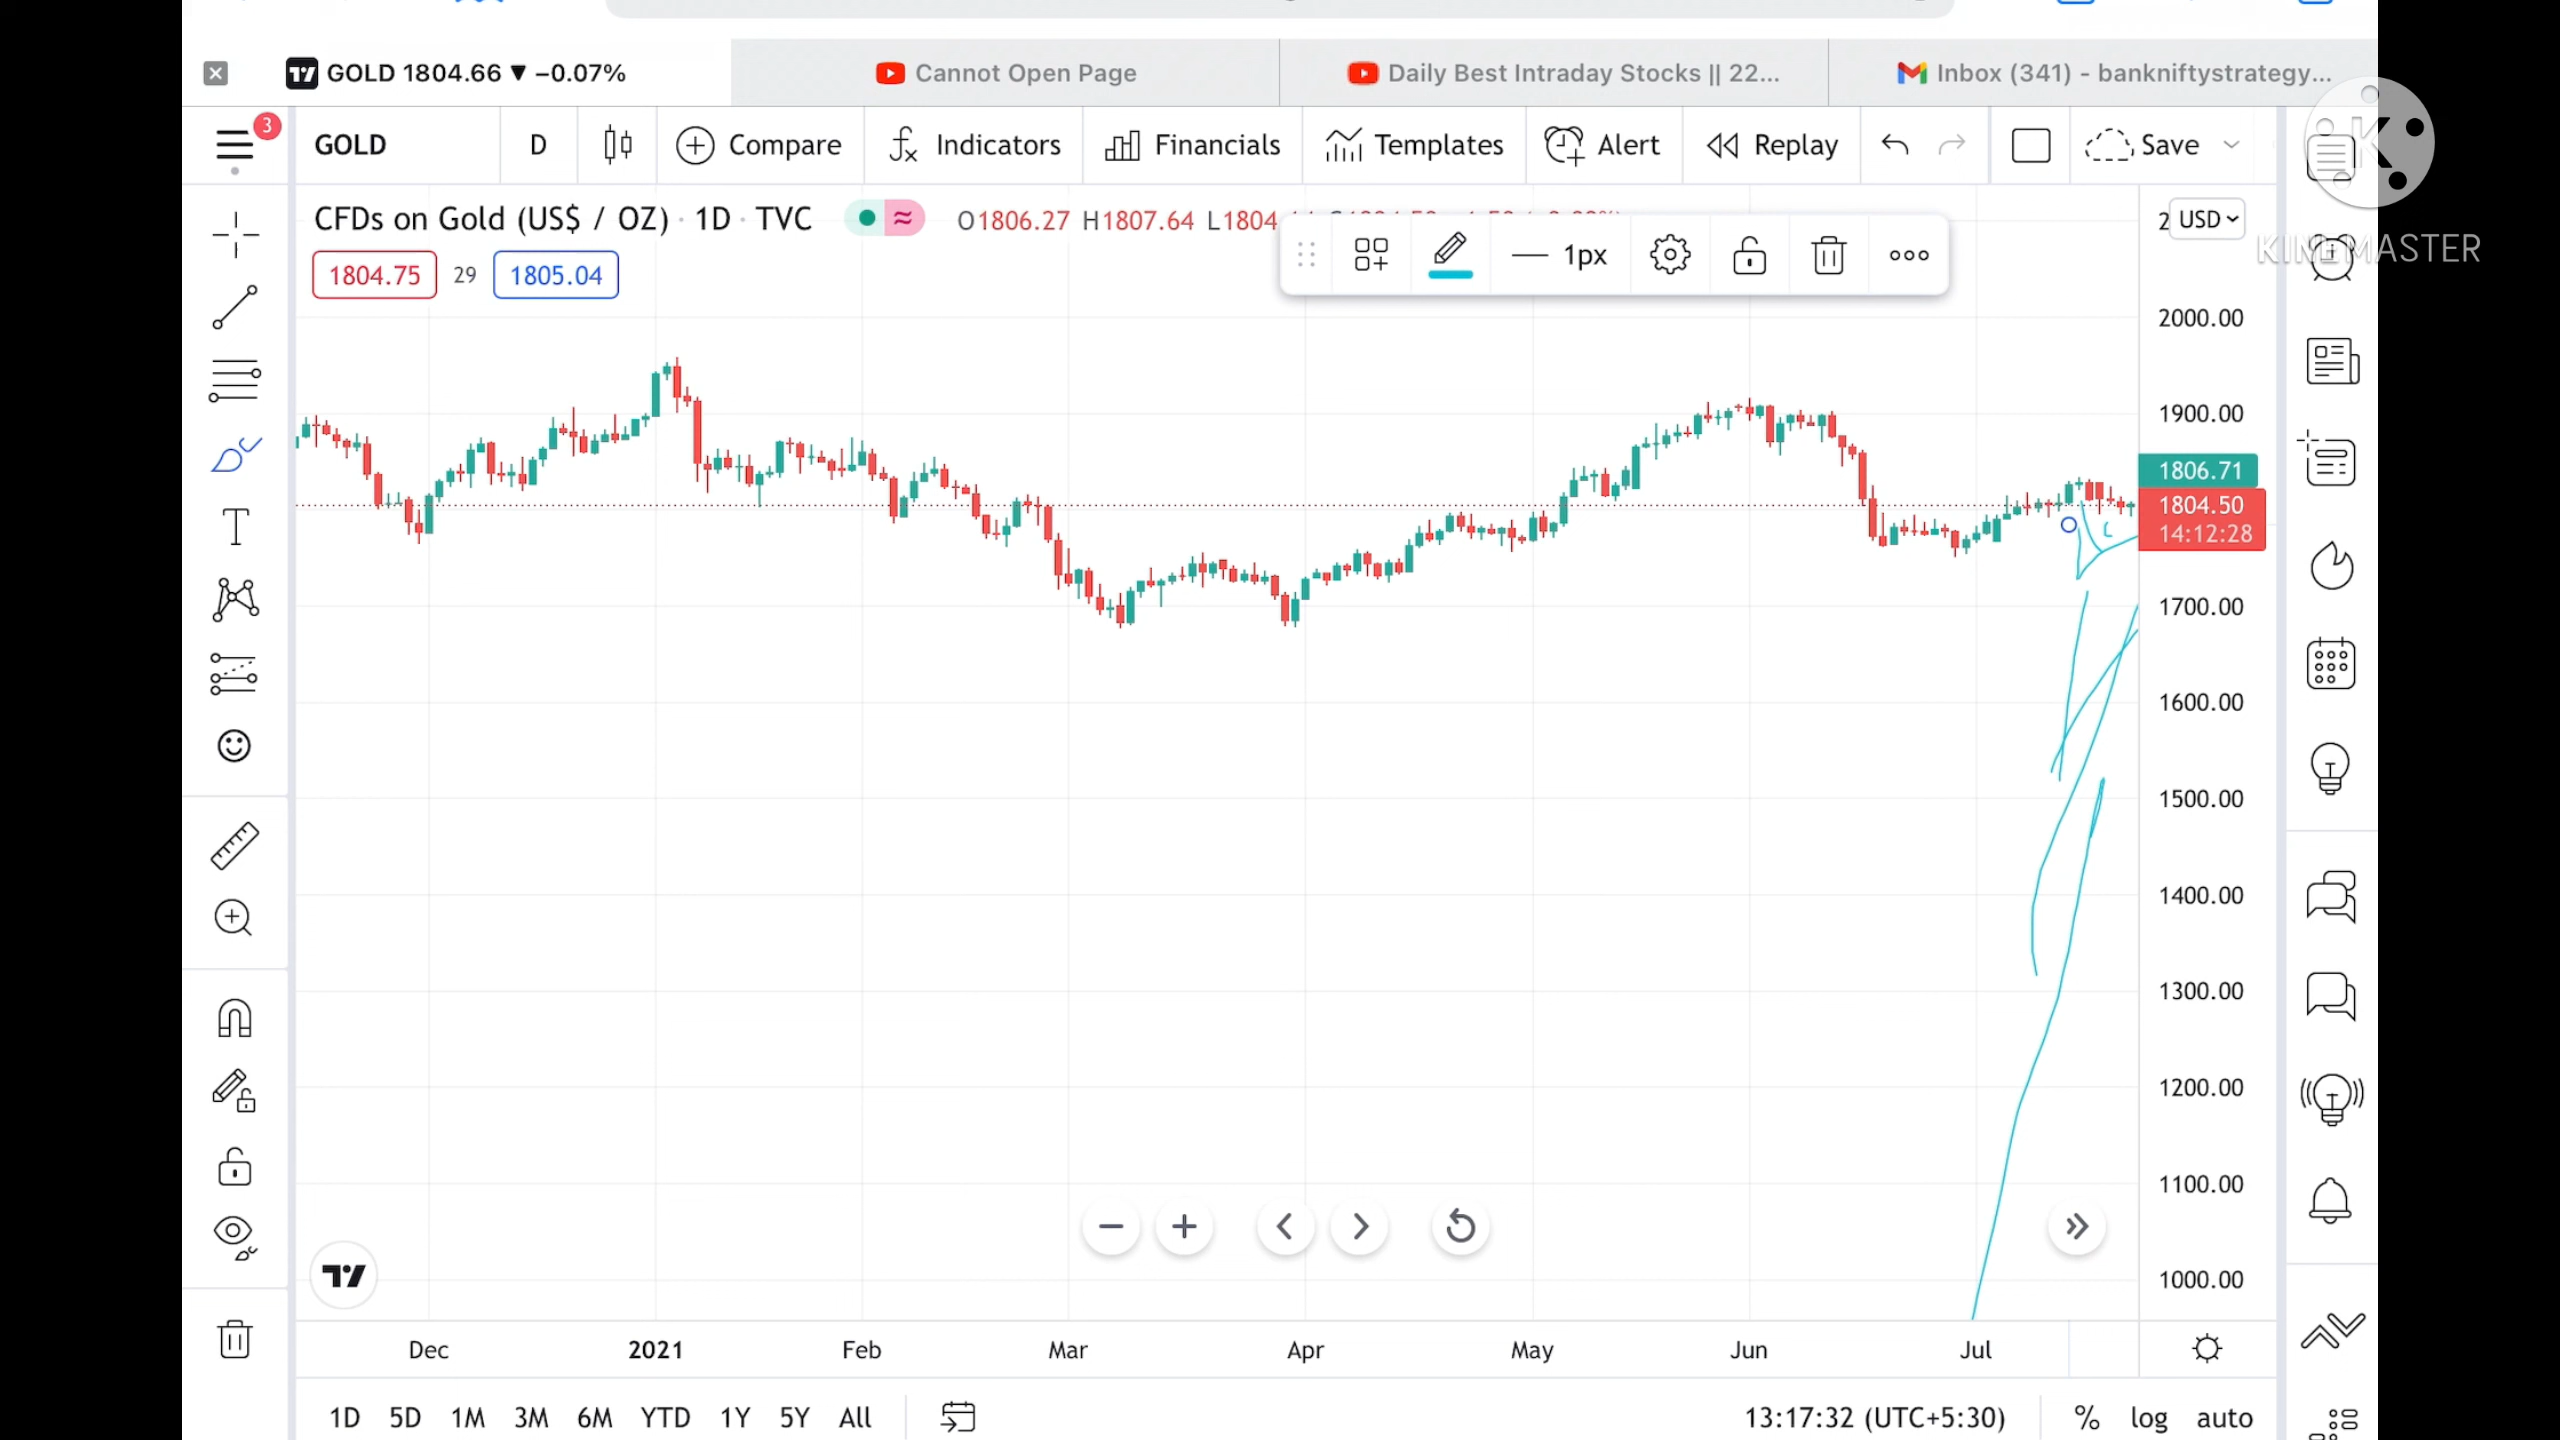 GOLD 1804.66 ▼ −0.07%
Cannot Open Page
Daily Best Intraday Stocks || 22...
Inbox (341) - bankniftystrategy...
3
GOLD
D
Compare
Indicators
Financials
Templates
Alert
Replay
Save
K
KINEMASTER
CFDs on Gold (US$ / OZ) · 1D · TVC
O1806.27 H1807.64 L1804
1px
USD
1804.75
29
1805.04
2000.00
1900.00
1806.71
1804.50
14:12:28
1700.00
1600.00
1500.00
1400.00
1300.00
1200.00
1100.00
1000.00
Dec
2021
Feb
Mar
Apr
May
Jun
Jul
1D
5D
1M
3M
6M
YTD
1Y
5Y
All
13:17:32 (UTC+5:30)
%
log
auto